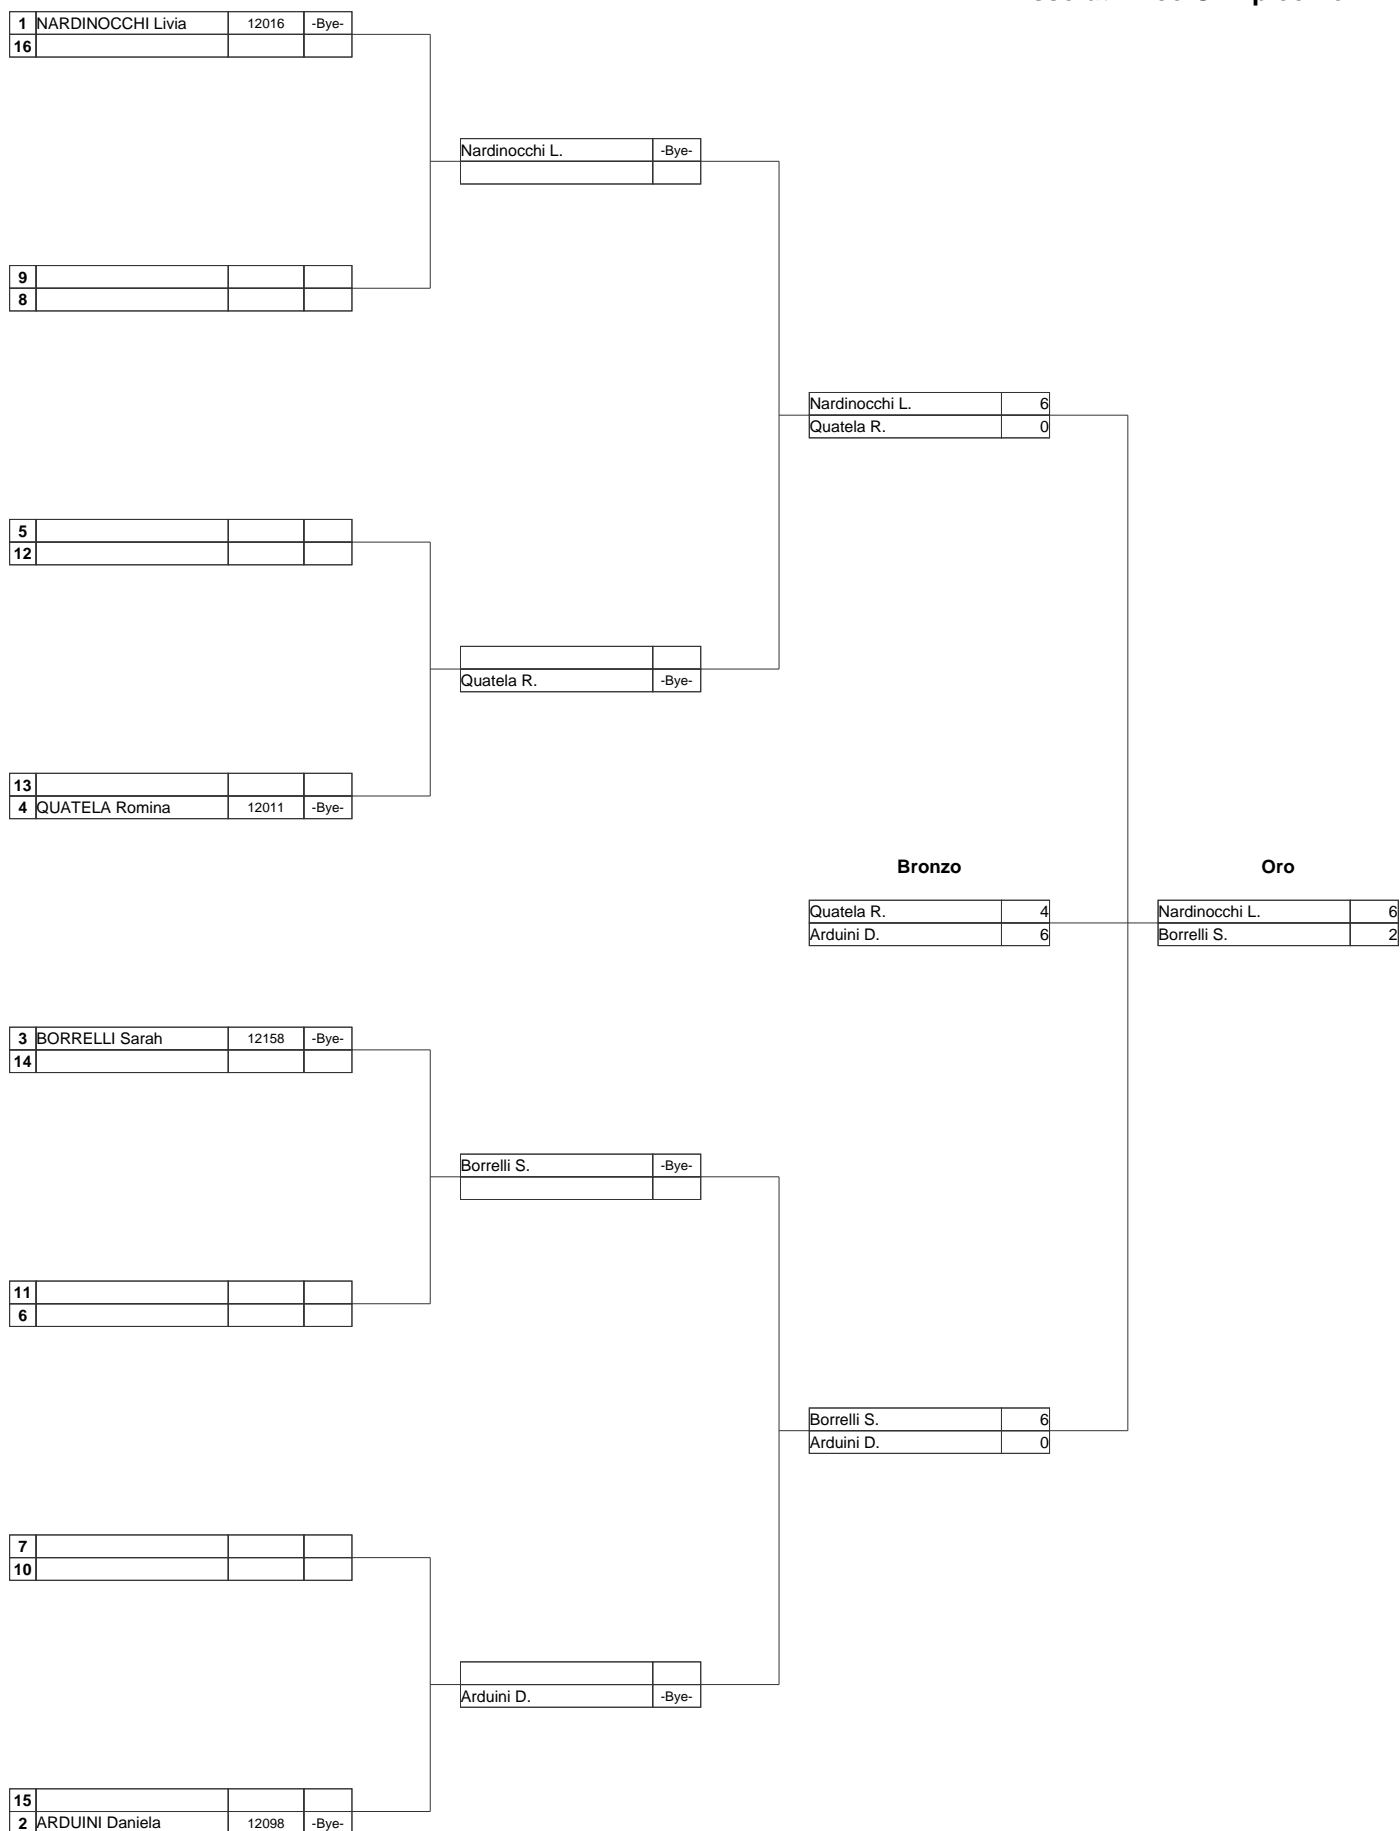 1 NARDINOCCHI Livia 12016 -Bye-
16
Nardinocchi L. -Bye-
9
8
Nardinocchi L. 6
Quatela R. 0
5
12
Quatela R. -Bye-
13
4 QUATELA Romina 12011 -Bye-
Bronzo Oro
Quatela R. 4 Nardinocchi L. 6
Arduini D. 6 Borrelli S. 2
3 BORRELLI Sarah 12158 -Bye-
14
Borrelli S. -Bye-
11
6
Borrelli S. 6
Arduini D. 0
7
10
Arduini D. -Bye-
15
2 ARDUINI Daniela 12098 -Bye-